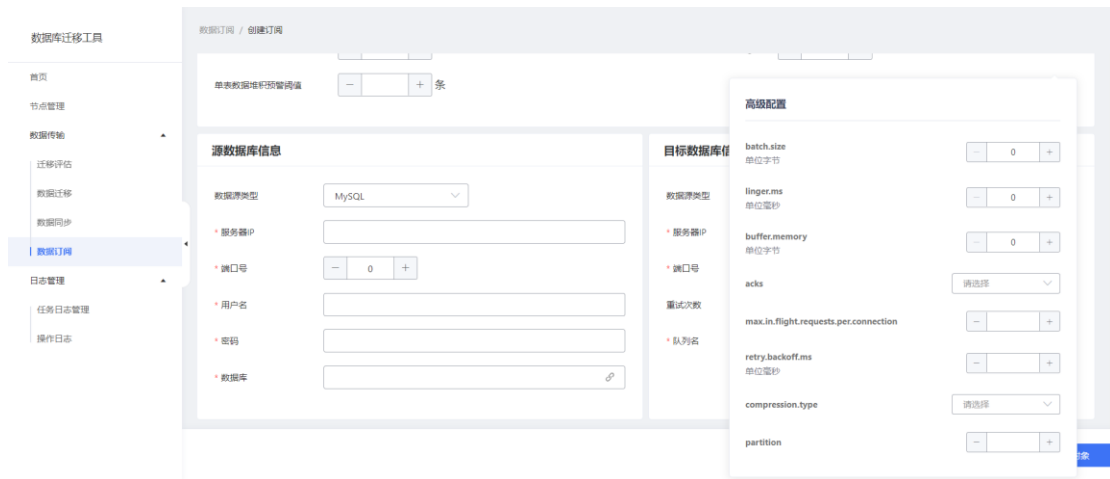 数据库迁移工具
首页
节点管理
数据传输
迁移评估
数据迁移
数据同步
数据订阅
日志管理
任务日志管理
操作日志
数据订阅 / 创建订阅
单表数据堆积预警阈值 - + 条
源数据库信息
数据源类型 MySQL
* 服务器IP
* 端口号 - 0 +
* 用户名
* 密码
* 数据库
目标数据库信
数据源类型
* 服务器IP
* 端口号
重试次数
* 队列名
高级配置
batch.size
单位字节
- 0 +
linger.ms
单位毫秒
- 0 +
buffer.memory
单位字节
- 0 +
acks 请选择
max.in.flight.requests.per.connection - +
retry.backoff.ms
单位毫秒
- +
compression.type 请选择
partition - +
对象